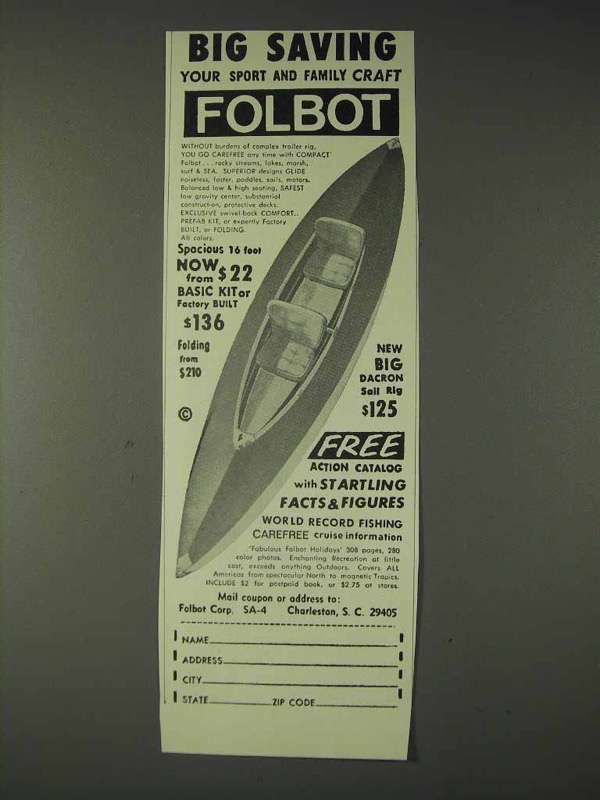 BIG SAVING
YOUR SPORT AND FAMILY CRAFT
FOLBOT
WITHOUT burdens of complex trailer rig,
YOU GO CAREFREE any time with COMPACT
Folbot . . . rocky streams, lakes, marsh,
surf & SEA. SUPERIOR designs GLIDE
noiseless, faster, paddles, sails, motors.
Balanced low & high seating, SAFEST
low gravity center, substantial
construction, protective decks.
EXCLUSIVE swivel-back COMFORT..
PREFAB KIT, or expertly Factory
BUILT, or FOLDING.
All colors.
Spacious 16 foot
NOW from $22
BASIC KIT or
Factory BUILT
$136
Folding
from
$210
©
NEW
BIG
DACRON
Sail Rig
$125
FREE
ACTION CATALOG
with STARTLING
FACTS & FIGURES
WORLD RECORD FISHING
CAREFREE cruise information
'Fabulous Folbot Holidays' 308 pages, 280
color photos. Enchanting Recreation at little
cost, exceeds anything Outdoors. Covers ALL
Americas from spectacular North to magnetic Tropics.
INCLUDE $2 for postpaid book, or $2.75 at stores.
Mail coupon or address to:
Folbot Corp. SA-4 Charleston, S. C. 29405
NAME
ADDRESS
CITY
STATE ZIP CODE